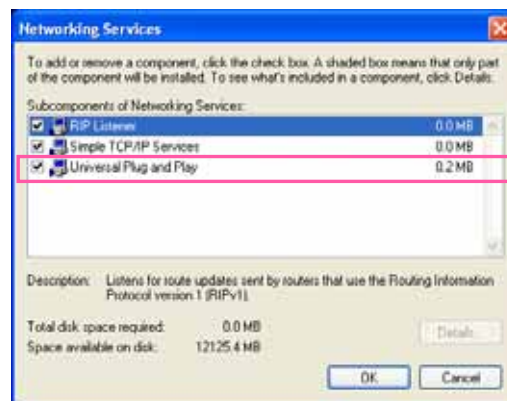 Networking Services
To add or remove a component, click the check box. A shaded box means that only part
of the component will be installed. To see what's included in a component, click Details.
Subcomponents of Networking Services:
RIP Listener 0.0 MB
Simple TCP/IP Services 0.0 MB
Universal Plug and Play 0.2 MB
Description: Listens for route updates sent by routers that use the Routing Information
Protocol version 1 (RIPv1).
Total disk space required: 0.0 MB
Space available on disk: 12125.4 MB
Details
OK Cancel